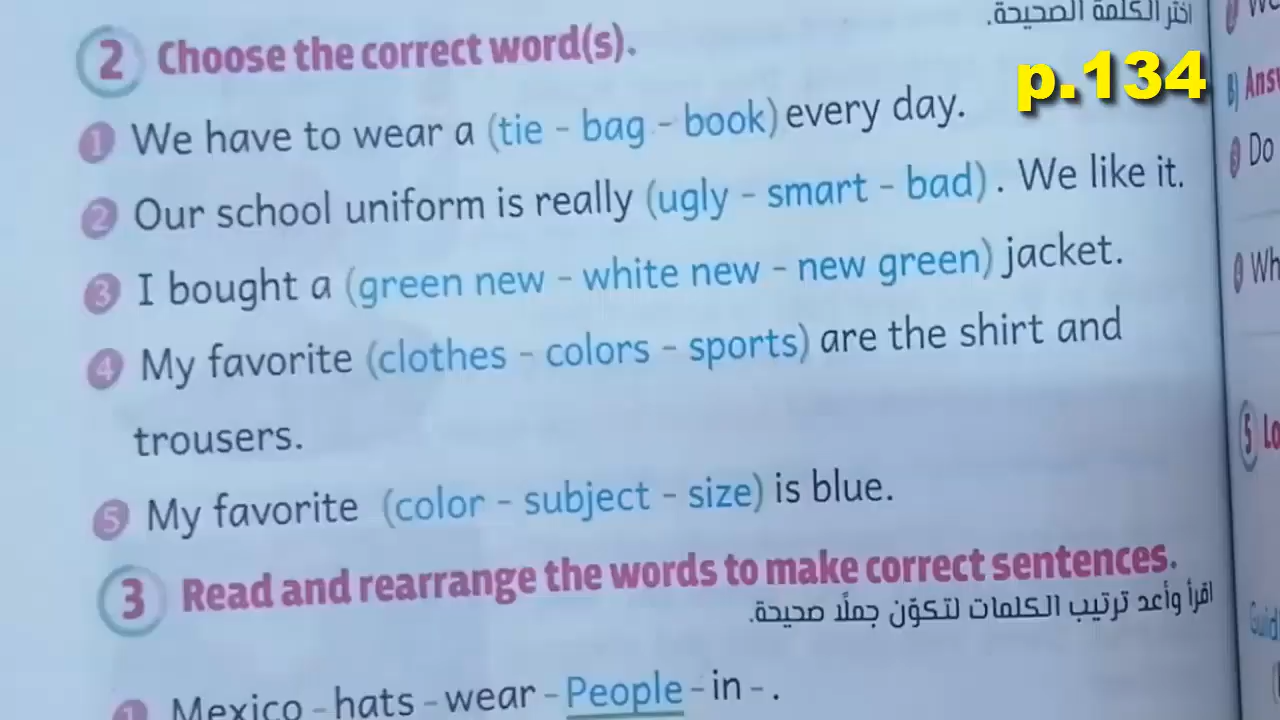 اختر الكلمة الصحيحة.
2 Choose the correct word(s).
p.134
1 We have to wear a (tie - bag - book) every day.
2 Our school uniform is really (ugly - smart - bad) . We like it.
3 I bought a (green new - white new - new green) jacket.
4 My favorite (clothes - colors - sports) are the shirt and
trousers.
5 My favorite (color - subject - size) is blue.
3 Read and rearrange the words to make correct sentences.
اقرأ وأعد ترتيب الكلمات لتكوّن جملًا صحيحة.
1 Mexico - hats - wear - People - in - .
B)
Do
5